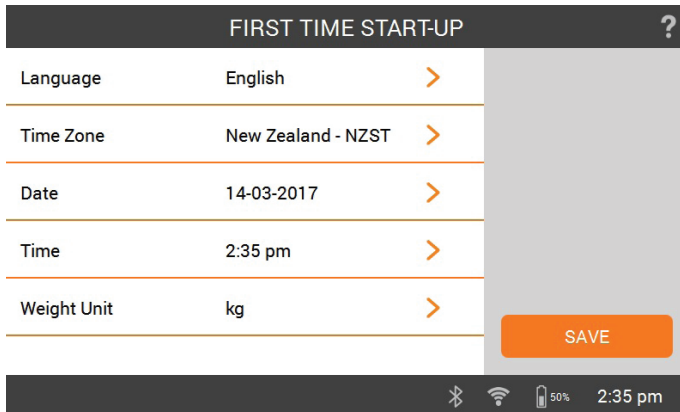 FIRST TIME START-UP ?
Language English
Time Zone New Zealand - NZST
Date 14-03-2017
Time 2:35 pm
Weight Unit kg
SAVE
50% 2:35 pm